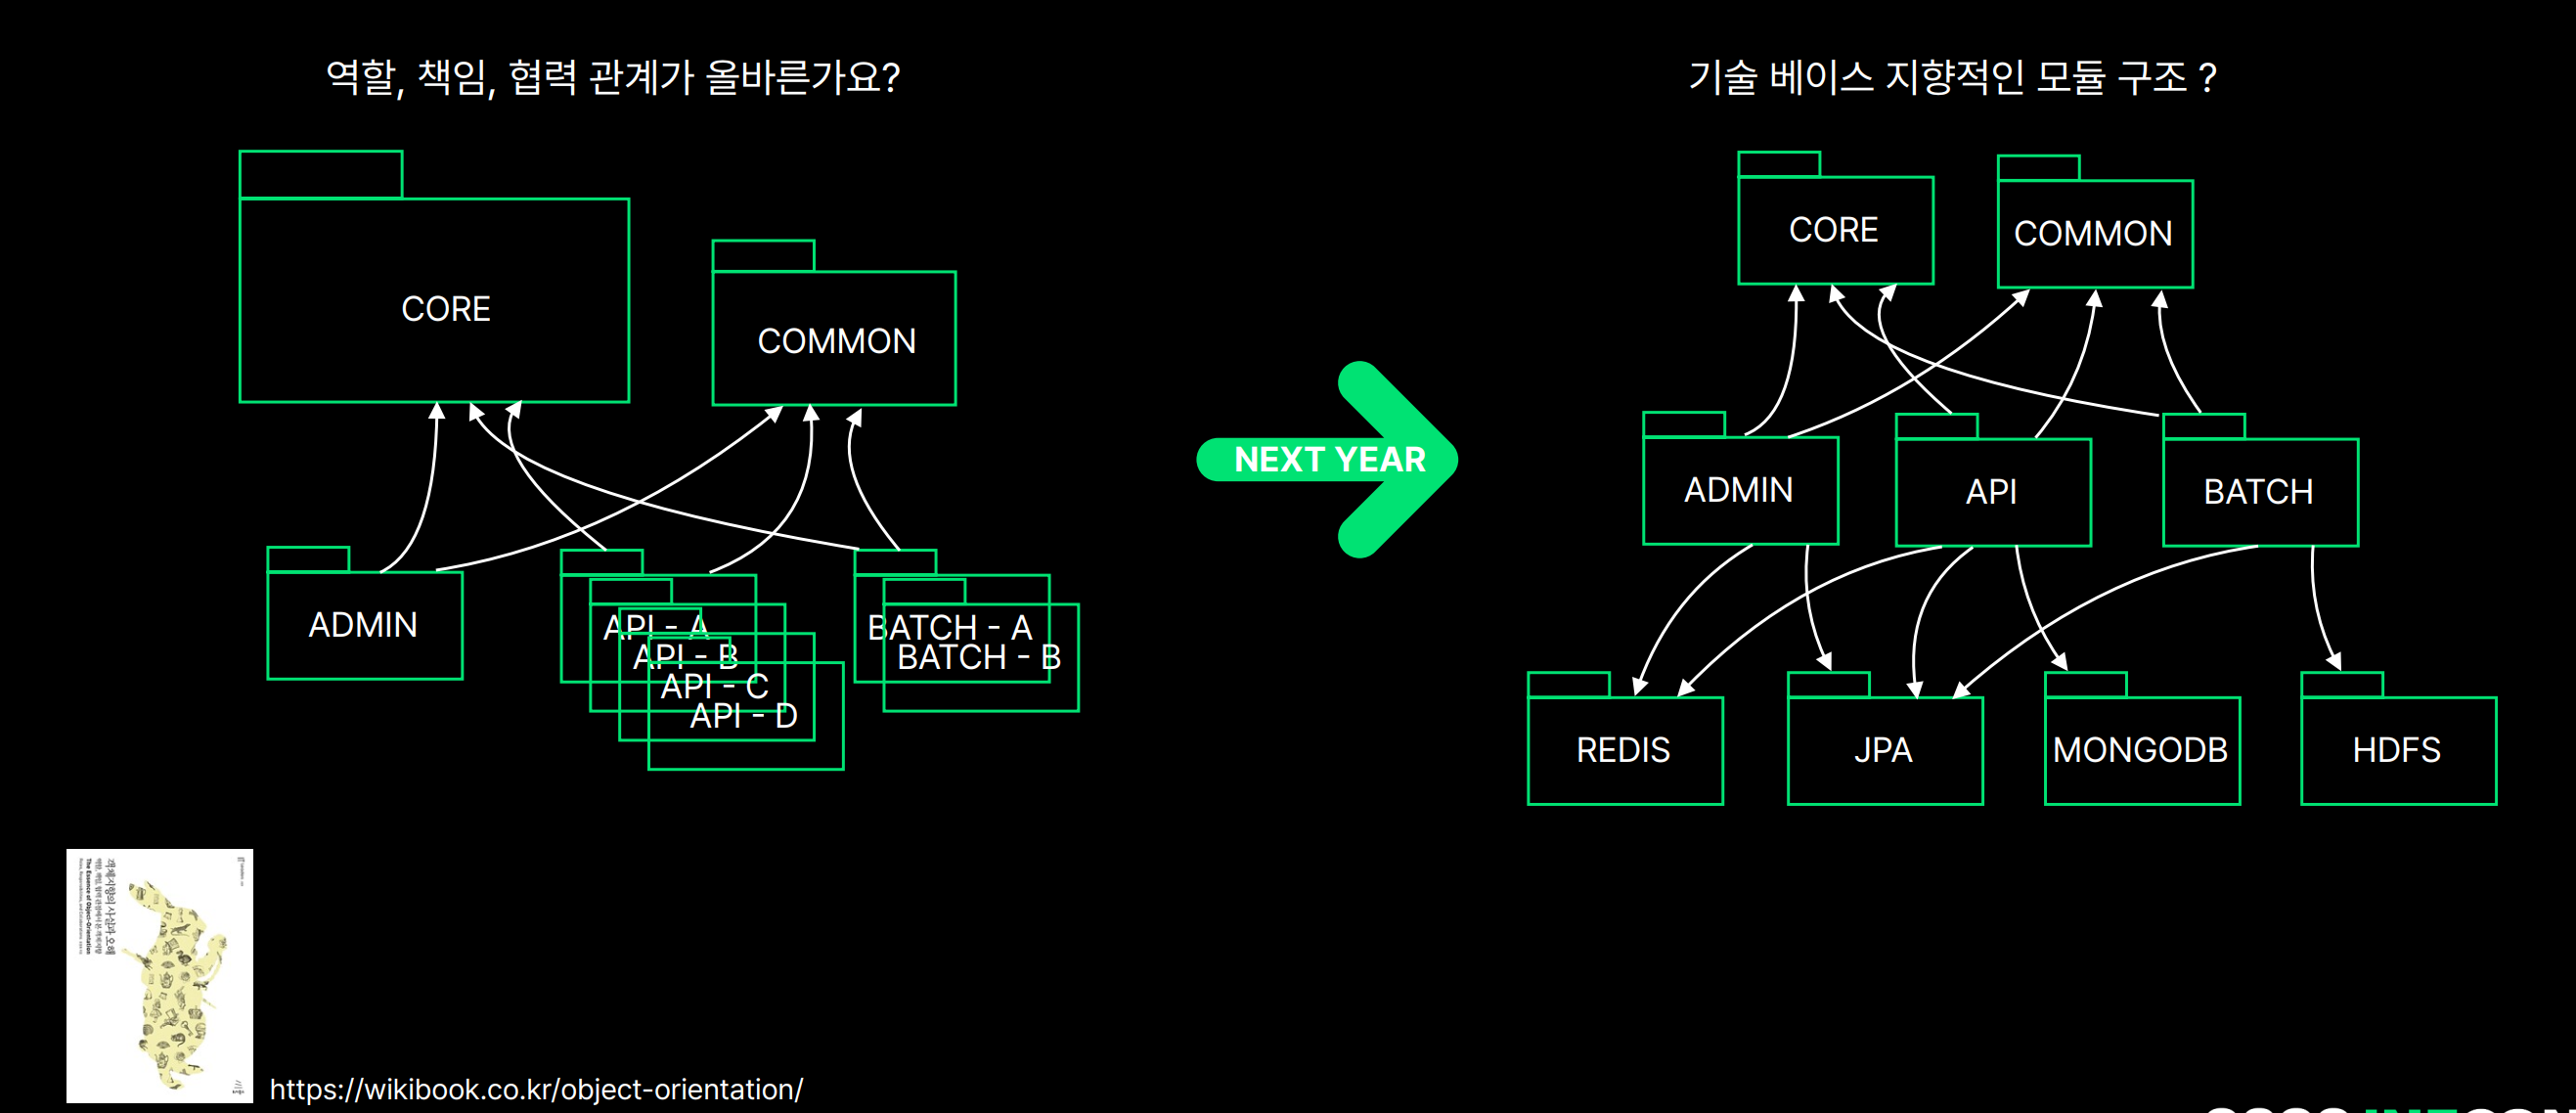 역할, 책임, 협력 관계가 올바른가요?
CORE
COMMON
ADMIN
API - A
API - B
API - C
API - D
BATCH - A
BATCH - B
NEXT YEAR
기술 베이스 지향적인 모듈 구조 ?
CORE
COMMON
ADMIN
API
BATCH
REDIS
JPA
MONGODB
HDFS
객체지향의 사실과 오해
The Essence of Object-Orientation
https://wikibook.co.kr/object-orientation/